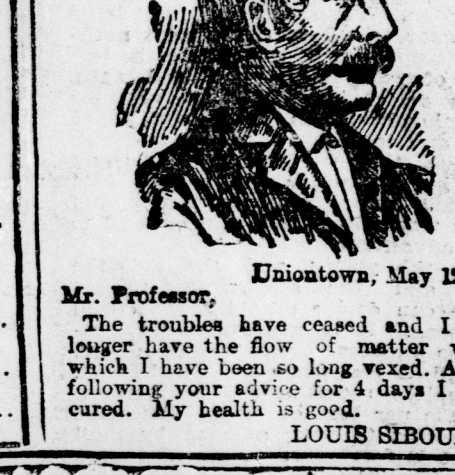 Uniontown, May
Mr. Professor,
The troubles have ceased and I
longer have the flow of matter
which I have been so long vexed.
following your advice for 4 days I
cured. My health is good.
LOUIS SIBOU